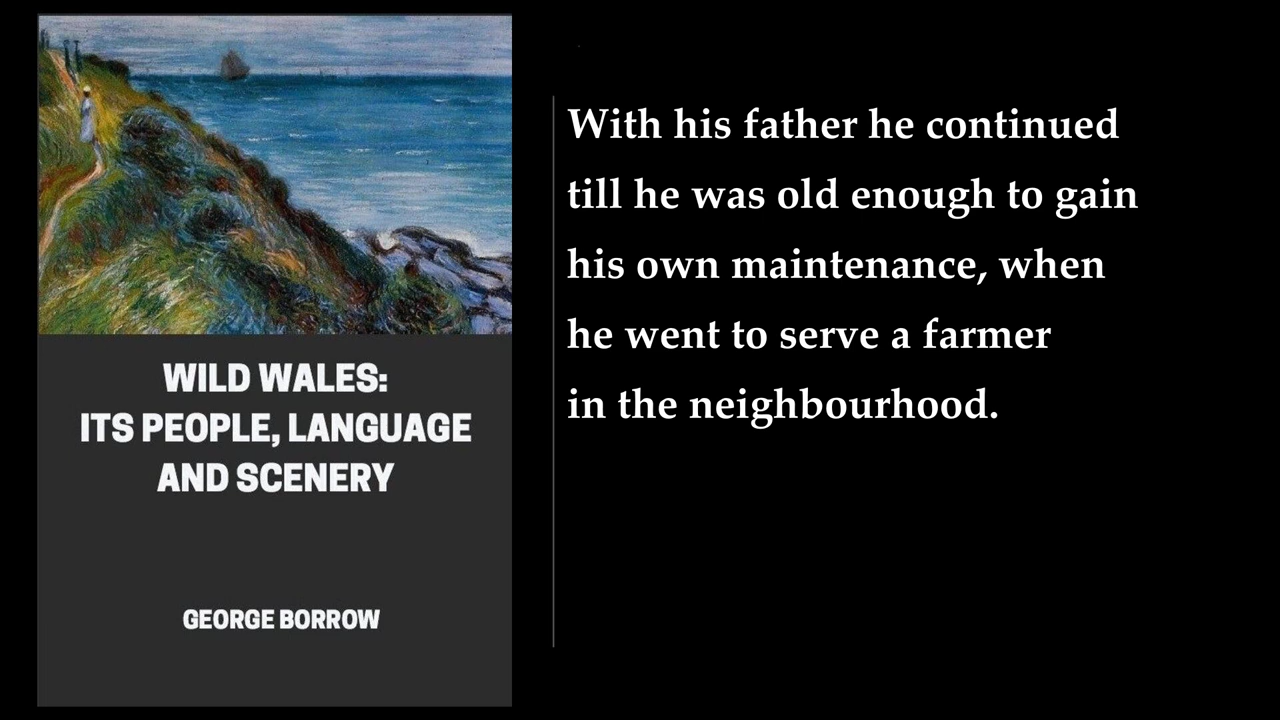 WILD WALES:
ITS PEOPLE, LANGUAGE
AND SCENERY
GEORGE BORROW
With his father he continued
till he was old enough to gain
his own maintenance, when
he went to serve a farmer
in the neighbourhood.